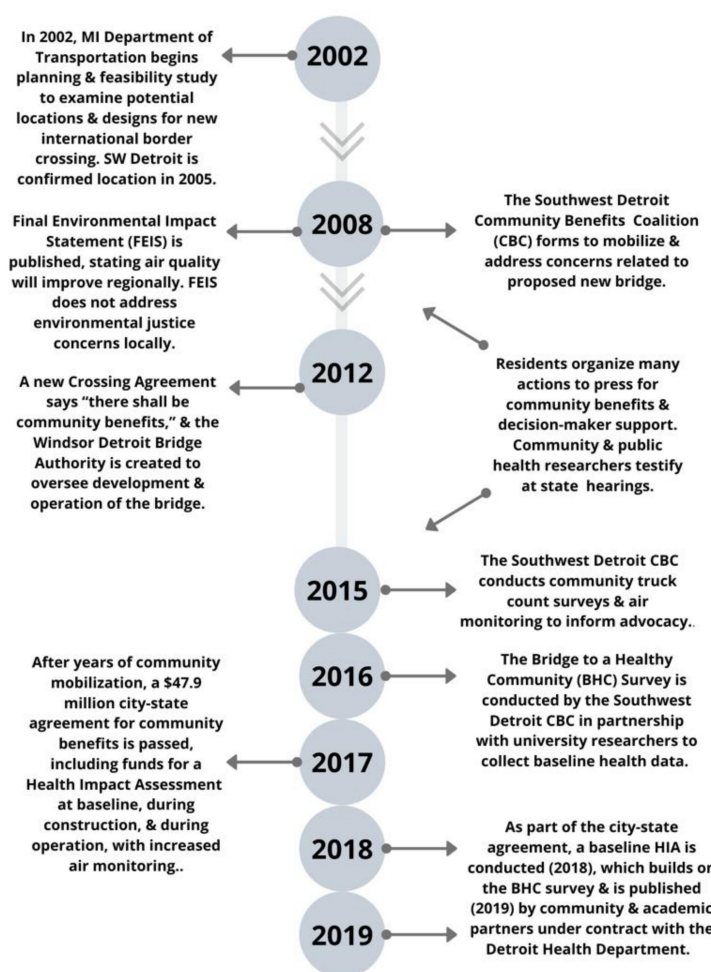 In 2002, MI Department of
Transportation begins
planning & feasibility study
to examine potential
locations & designs for new
international border
crossing. SW Detroit is
confirmed location in 2005.
2002
2008
Final Environmental Impact
Statement (FEIS) is
published, stating air quality
will improve regionally. FEIS
does not address
environmental justice
concerns locally.
The Southwest Detroit
Community Benefits Coalition
(CBC) forms to mobilize &
address concerns related to
proposed new bridge.
2012
A new Crossing Agreement
says “there shall be
community benefits,” & the
Windsor Detroit Bridge
Authority is created to
oversee development &
operation of the bridge.
Residents organize many
actions to press for
community benefits &
decision-maker support.
Community & public
health researchers testify
at state hearings.
2015
The Southwest Detroit CBC
conducts community truck
count surveys & air
monitoring to inform advocacy..
2016
The Bridge to a Healthy
Community (BHC) Survey is
conducted by the Southwest
Detroit CBC in partnership
with university researchers to
collect baseline health data.
After years of community
mobilization, a $47.9
million city-state
agreement for community
benefits is passed,
including funds for a
Health Impact Assessment
at baseline, during
construction, & during
operation, with increased
air monitoring..
2017
2018
As part of the city-state
agreement, a baseline HIA is
conducted (2018), which builds on
the BHC survey & is published
(2019) by community & academic
partners under contract with the
Detroit Health Department.
2019